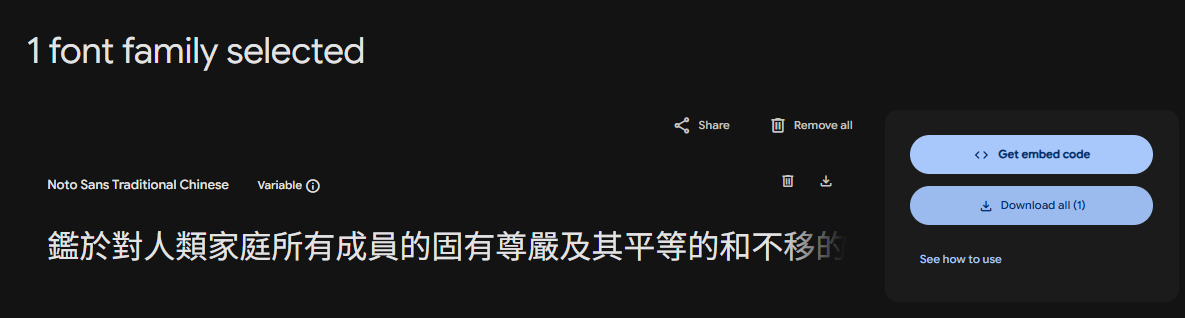 1 font family selected
Share
Remove all
Get embed code
Noto Sans Traditional Chinese
Variable
Download all (1)
鑑於對人類家庭所有成員的固有尊嚴及其平等的和不移的
See how to use